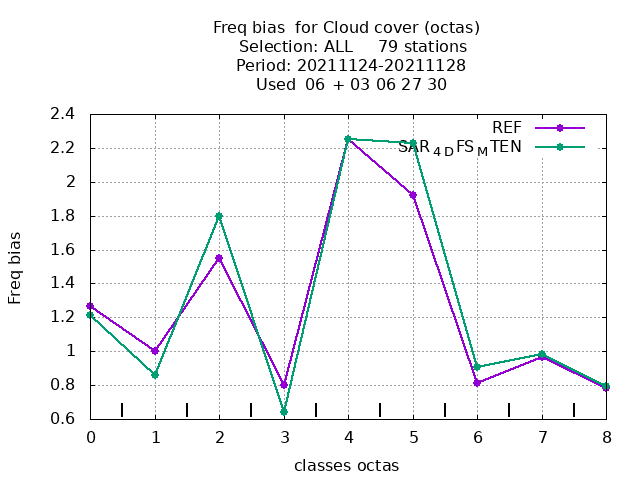 Freq bias  for Cloud cover (octas)
Selection: ALL     79 stations
Period: 20211124-20211128
Used  06 + 03 06 27 30
REF
SAR4DFSMTEN
2.4
2.2
2
1.8
1.6
1.4
1.2
1
0.8
0.6
Freq bias
0 1 2 3 4 5 6 7 8
classes octas